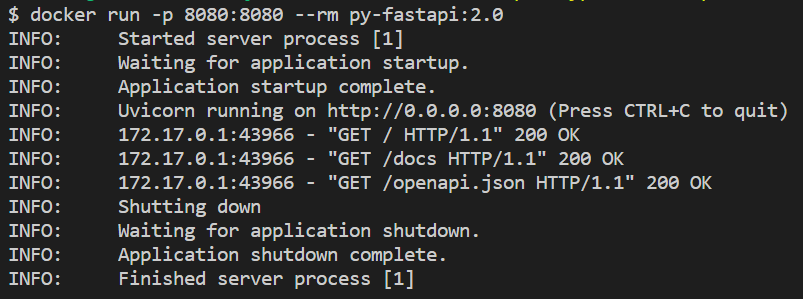 $ docker run -p 8080:8080 --rm py-fastapi:2.0
INFO:     Started server process [1]
INFO:     Waiting for application startup.
INFO:     Application startup complete.
INFO:     Uvicorn running on http://0.0.0.0:8080 (Press CTRL+C to quit)
INFO:     172.17.0.1:43966 - "GET / HTTP/1.1" 200 OK
INFO:     172.17.0.1:43966 - "GET /docs HTTP/1.1" 200 OK
INFO:     172.17.0.1:43966 - "GET /openapi.json HTTP/1.1" 200 OK
INFO:     Shutting down
INFO:     Waiting for application shutdown.
INFO:     Application shutdown complete.
INFO:     Finished server process [1]